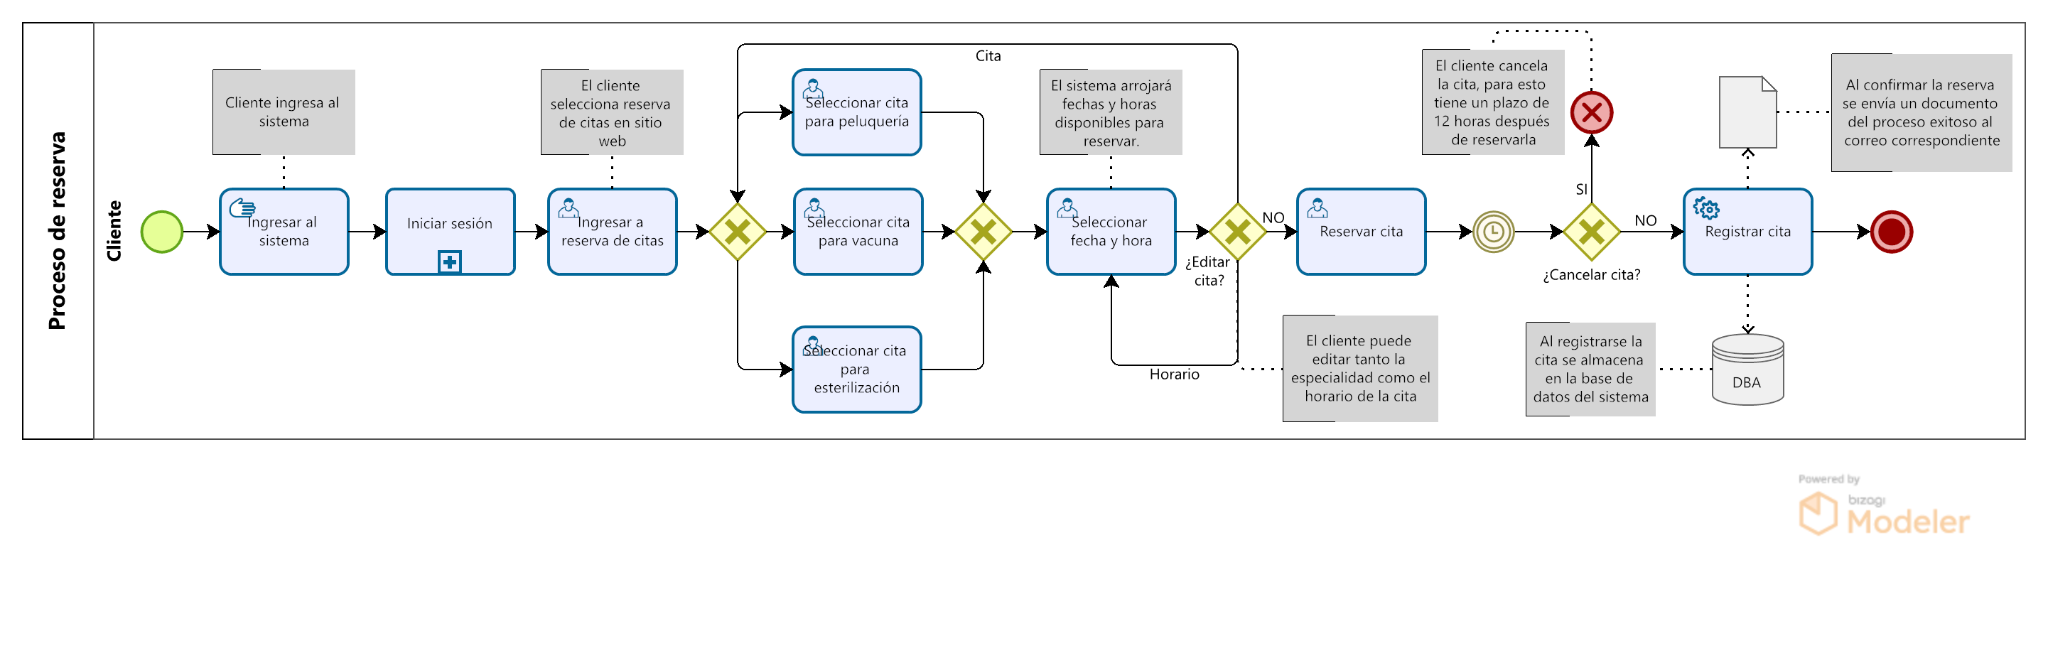 Proceso de reserva
Cliente
Cliente ingresa al
sistema
Ingresar al
sistema
Iniciar sesión
El cliente
selecciona reserva
de citas en sitio
web
Ingresar a
reserva de citas
Cita
Seleccionar cita
para peluquería
Seleccionar cita
para vacuna
Seleccionar cita
para
esterilización
El sistema arrojará
fechas y horas
disponibles para
reservar.
Seleccionar
fecha y hora
¿Editar
cita?
NO
Horario
El cliente puede
editar tanto la
especialidad como el
horario de la cita
Reservar cita
El cliente cancela
la cita, para esto
tiene un plazo de
12 horas después
de reservarla
SI
NO
¿Cancelar cita?
Al registrarse la
cita se almacena
en la base de
datos del sistema
Registrar cita
DBA
Al confirmar la reserva
se envía un documento
del proceso exitoso al
correo correspondiente
Powered by
bizagi
Modeler